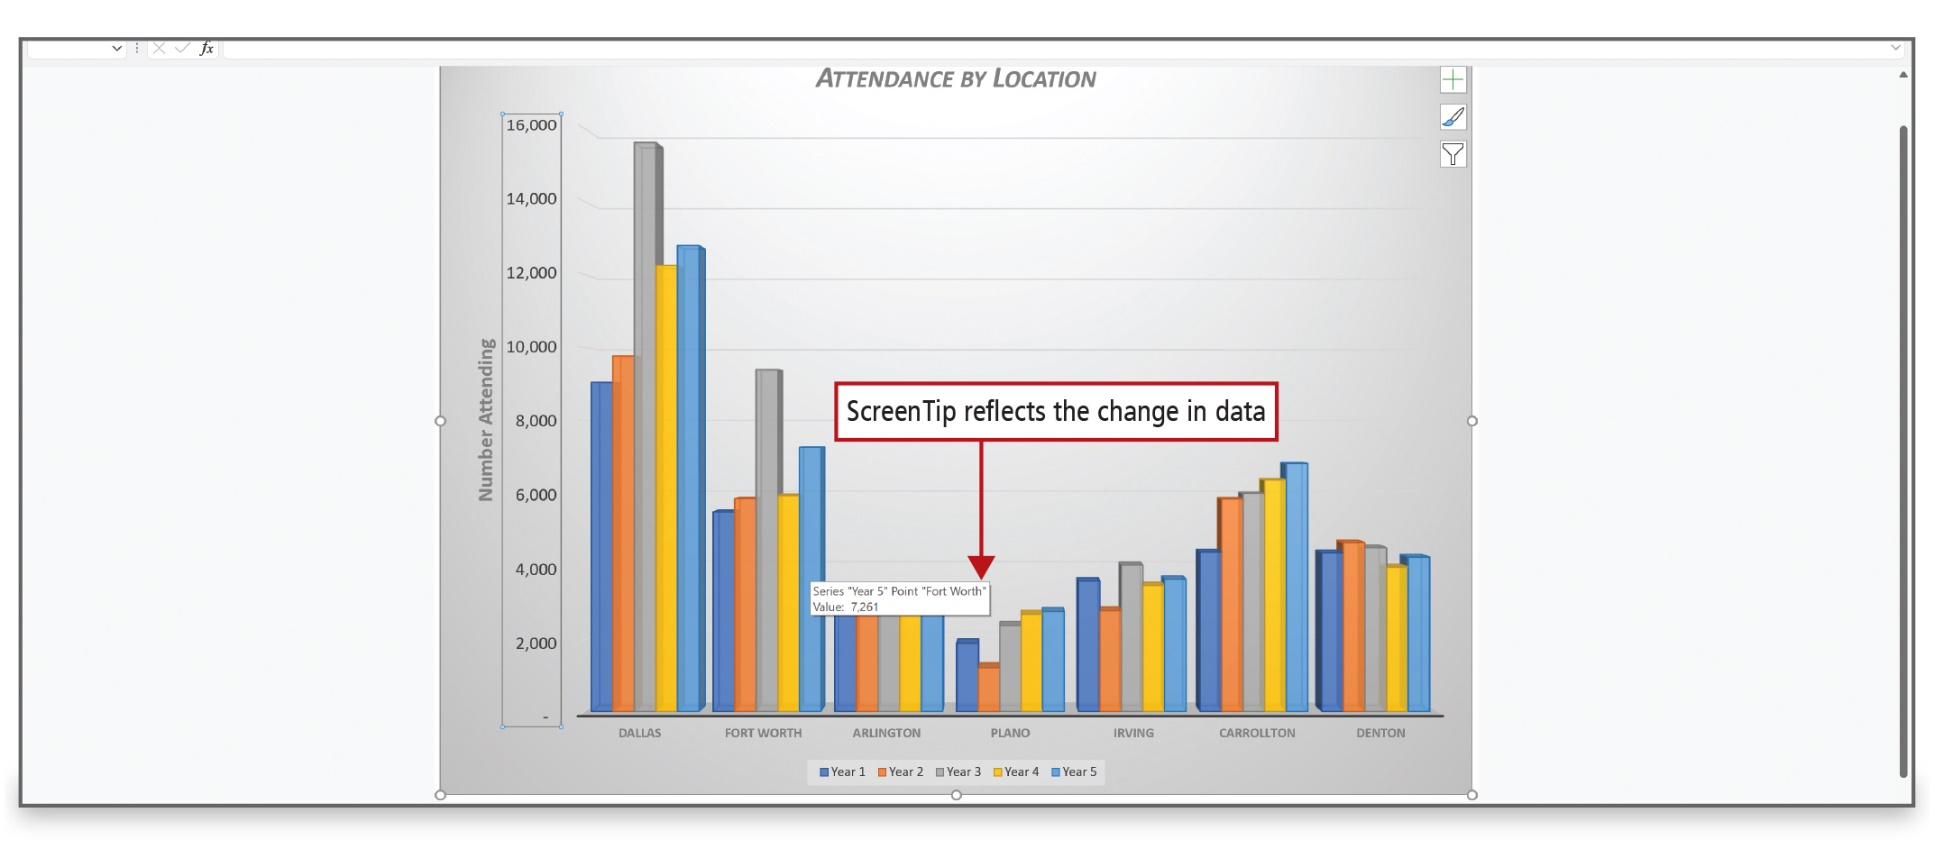 fx
ATTENDANCE BY LOCATION
16,000
14,000
12,000
10,000
8,000
6,000
4,000
2,000
-
Number Attending
ScreenTip reflects the change in data
Series "Year 5" Point "Fort Worth"
Value: 7,261
DALLAS FORT WORTH ARLINGTON PLANO IRVING CARROLLTON DENTON
Year 1 Year 2 Year 3 Year 4 Year 5